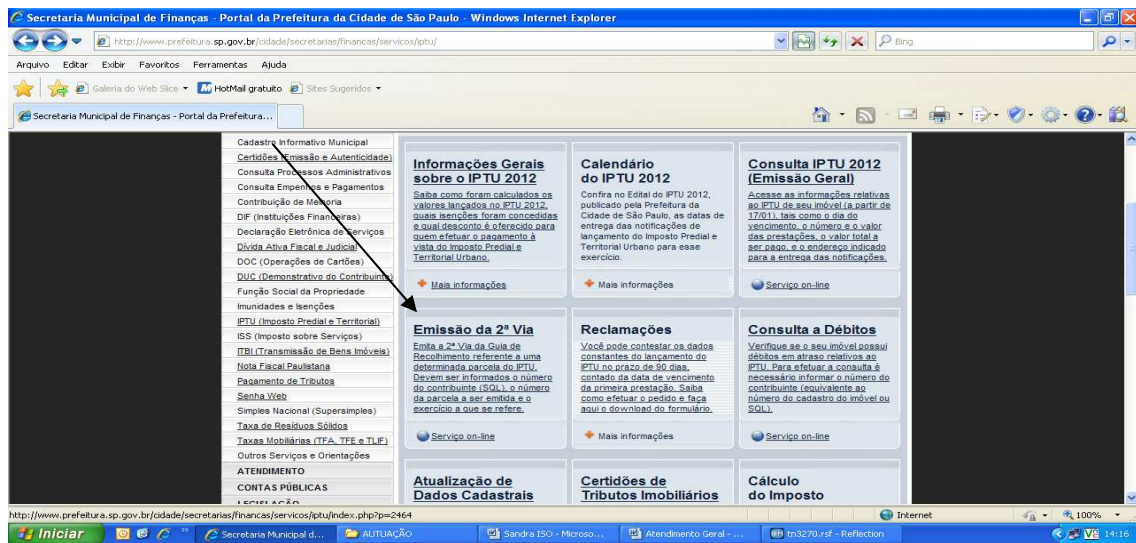 Secretaria Municipal de Finanças - Portal da Prefeitura da Cidade de São Paulo - Windows Internet Explorer
http://www.prefeitura.sp.gov.br/cidade/secretarias/financas/servicos/iptu/
Bing
Arquivo Editar Exibir Favoritos Ferramentas Ajuda
Galeria do Web Slice HotMail gratuito Sites Sugeridos
Secretaria Municipal de Finanças - Portal da Prefeitura...
Cadastro Informativo Municipal
Certidões (Emissão e Autenticidade)
Consulta Processos Administrativos
Consulta Empenhos e Pagamentos
Contribuição de Melhoria
DIF (Instituições Financeiras)
Declaração Eletrônica de Serviços
Dívida Ativa Fiscal e Judicial
DOC (Operações de Cartões)
DUC (Demonstrativo do Contribuinte)
Função Social da Propriedade
Imunidades e Isenções
IPTU (Imposto Predial e Territorial)
ISS (Imposto sobre Serviços)
ITBI (Transmissão de Bens Imóveis)
Nota Fiscal Paulistana
Pagamento de Tributos
Senha Web
Simples Nacional (Supersimples)
Taxa de Resíduos Sólidos
Taxas Mobiliárias (TFA, TFE e TLIF)
Outros Serviços e Orientações
ATENDIMENTO
CONTAS PÚBLICAS
LEGISLAÇÃO
Informações Gerais
sobre o IPTU 2012
Saiba como foram calculados os
valores lançados no IPTU 2012,
quais isenções foram concedidas
e qual desconto é oferecido para
quem efetuar o pagamento à
vista do Imposto Predial e
Territorial Urbano.
Mais informações
Calendário
do IPTU 2012
Confira no Edital do IPTU 2012,
publicado pela Prefeitura da
Cidade de São Paulo, as datas de
entrega das notificações de
lançamento do Imposto Predial e
Territorial Urbano para esse
exercício.
Mais informações
Consulta IPTU 2012
(Emissão Geral)
Acesse as informações relativas
ao IPTU de seu imóvel (a partir de
17/01), tais como o dia do
vencimento, o número e o valor
das prestações, o valor total a
ser pago, e o endereço indicado
para a entrega das notificações.
Serviço on-line
Emissão da 2ª Via
Emita a 2ª Via da Guia de
Recolhimento referente a uma
determinada parcela do IPTU.
Devem ser informados o número
do contribuinte (SQL), o número
da parcela a ser emitida e o
exercício a que se refere.
Serviço on-line
Reclamações
Você pode contestar os dados
constantes do lançamento do
IPTU no prazo de 90 dias,
contado da data de vencimento
da primeira prestação. Saiba
como efetuar o pedido e faça
aqui o download do formulário.
Mais informações
Consulta a Débitos
Verifique se o seu imóvel possui
débitos em atraso relativos ao
IPTU. Para efetuar a consulta é
necessário informar o número do
contribuinte (equivalente ao
número do cadastro do imóvel ou
SQL).
Serviço on-line
Atualização de
Dados Cadastrais
Certidões de
Tributos Imobiliários
Cálculo
do Imposto
http://www.prefeitura.sp.gov.br/cidade/secretarias/financas/servicos/iptu/index.php?p=2464
Internet
100%
Iniciar
Secretaria Municipal d...
AUTUAÇÃO
Sandra ISO - Microso...
Atendimento Geral - ...
tn3270.rsf - Reflection
14:16